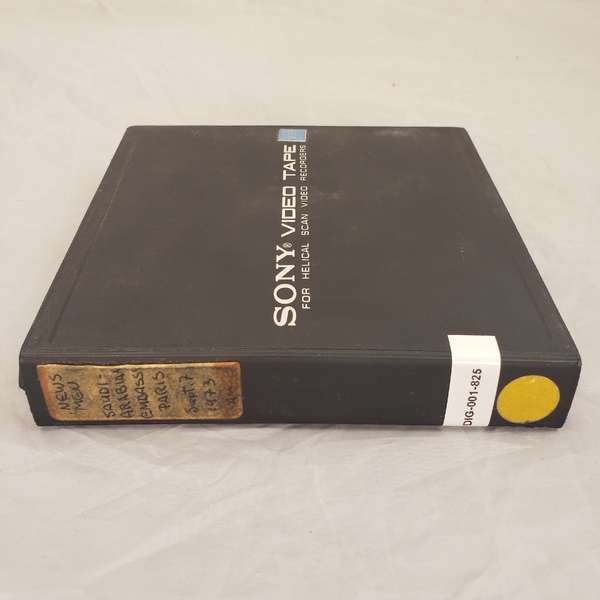 SONY® VIDEO TAPE
FOR HELICAL SCAN VIDEO RECORDERS
NEWS
MEN
SAUDI-
ARABIAN
EMBASSY
PARIS
Sept. 7
1973
DIG-001-825